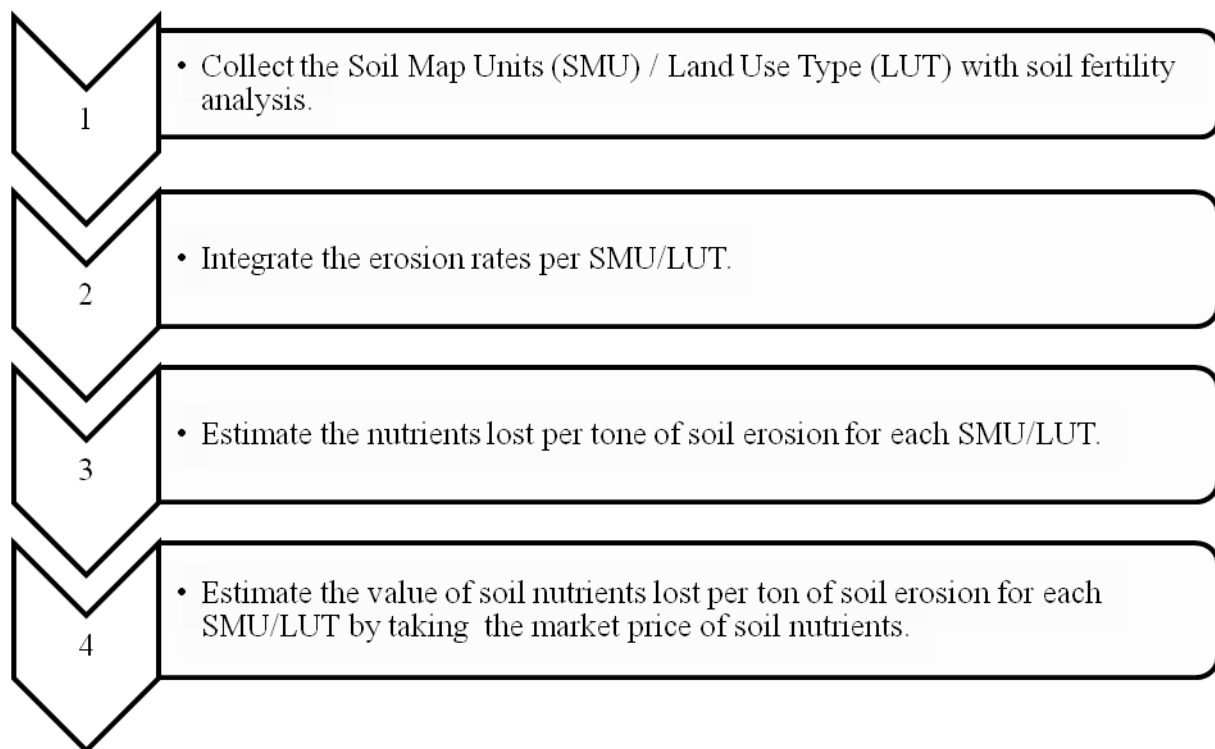 1
• Collect the Soil Map Units (SMU) / Land Use Type (LUT) with soil fertility
analysis.
2
• Integrate the erosion rates per SMU/LUT.
3
• Estimate the nutrients lost per tone of soil erosion for each SMU/LUT.
4
• Estimate the value of soil nutrients lost per ton of soil erosion for each
SMU/LUT by taking  the market price of soil nutrients.